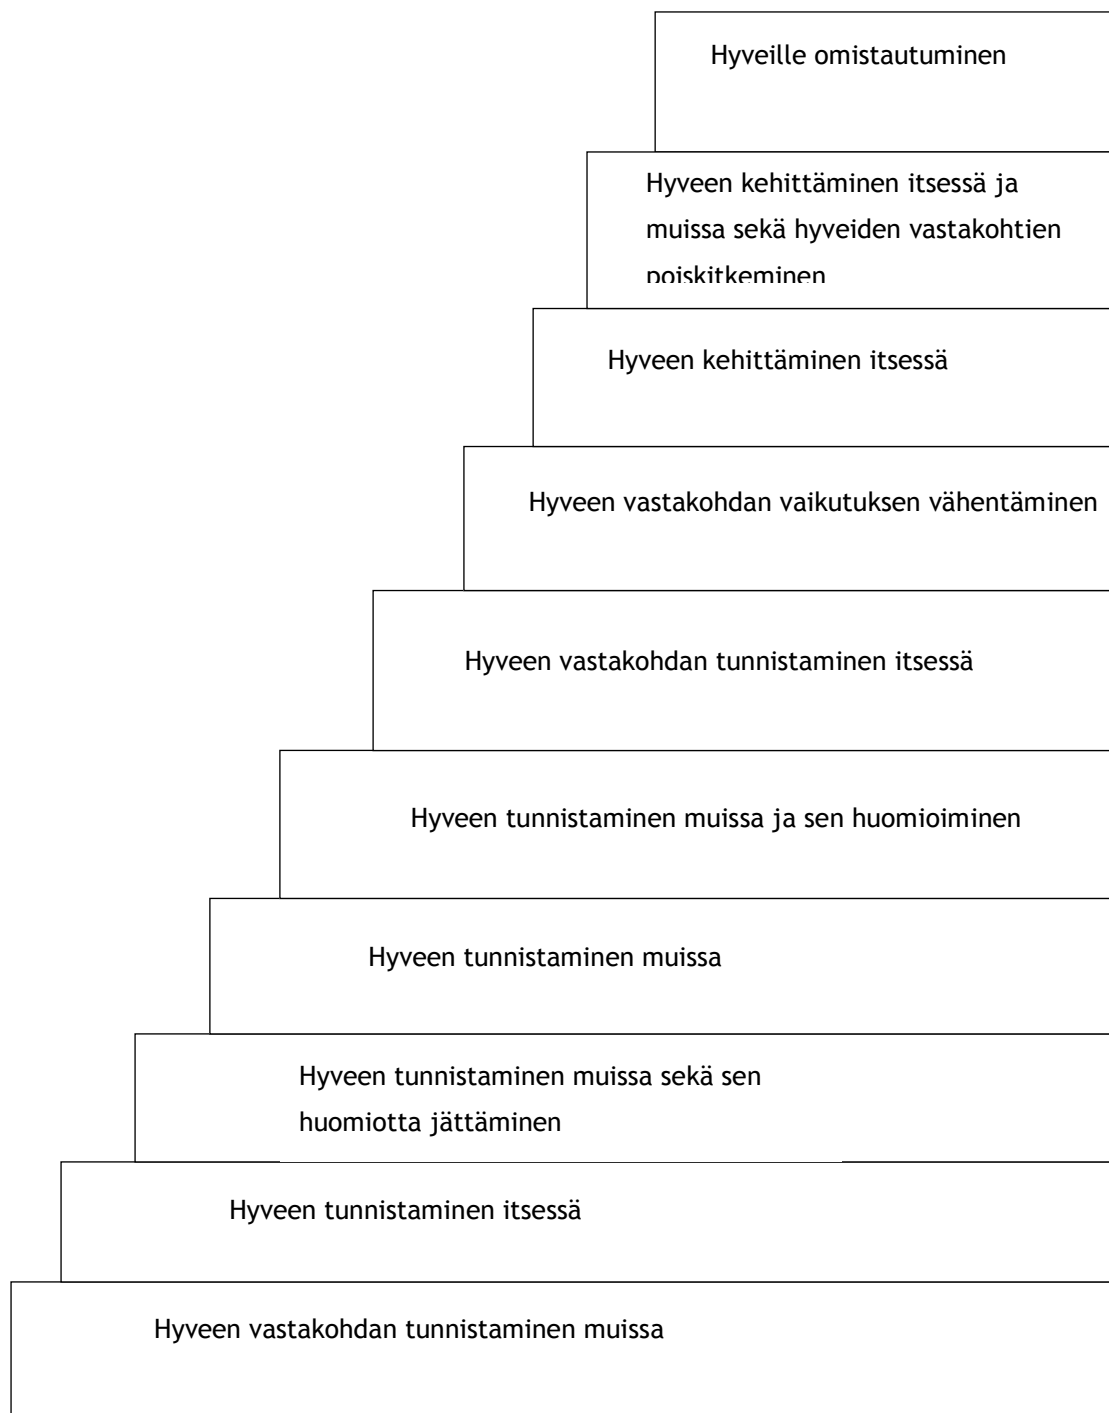 Hyveille omistautuminen
Hyveen kehittäminen itsessä ja
muissa sekä hyveiden vastakohtien
poiskitkeminen
Hyveen kehittäminen itsessä
Hyveen vastakohdan vaikutuksen vähentäminen
Hyveen vastakohdan tunnistaminen itsessä
Hyveen tunnistaminen muissa ja sen huomioiminen
Hyveen tunnistaminen muissa
Hyveen tunnistaminen muissa sekä sen
huomiotta jättäminen
Hyveen tunnistaminen itsessä
Hyveen vastakohdan tunnistaminen muissa